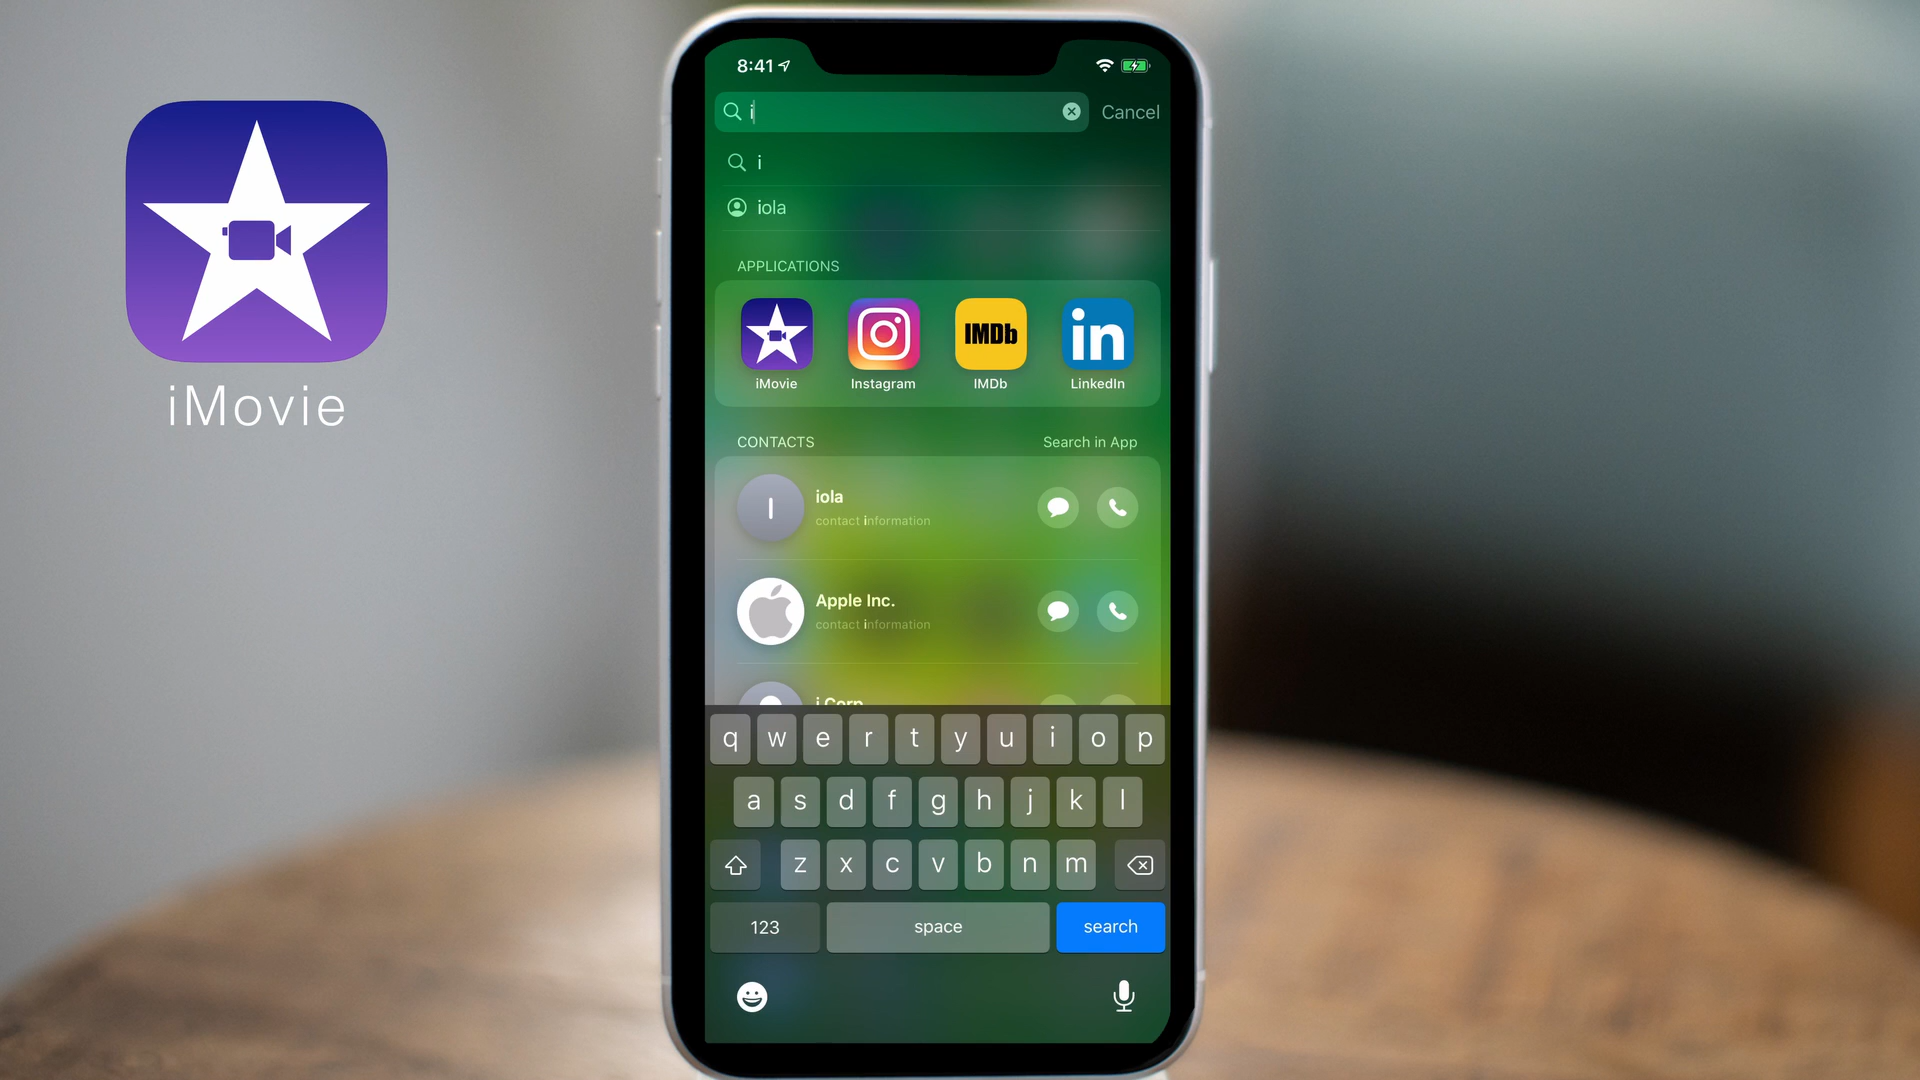 iMovie
8:41
i
Cancel
i
iola
APPLICATIONS
IMDb
in
iMovie
Instagram
IMDb
LinkedIn
CONTACTS
Search in App
I
iola
contact information
Apple Inc.
contact information
i Corp
q w e r t y u i o p
a s d f g h j k l
z x c v b n m
123
space
search